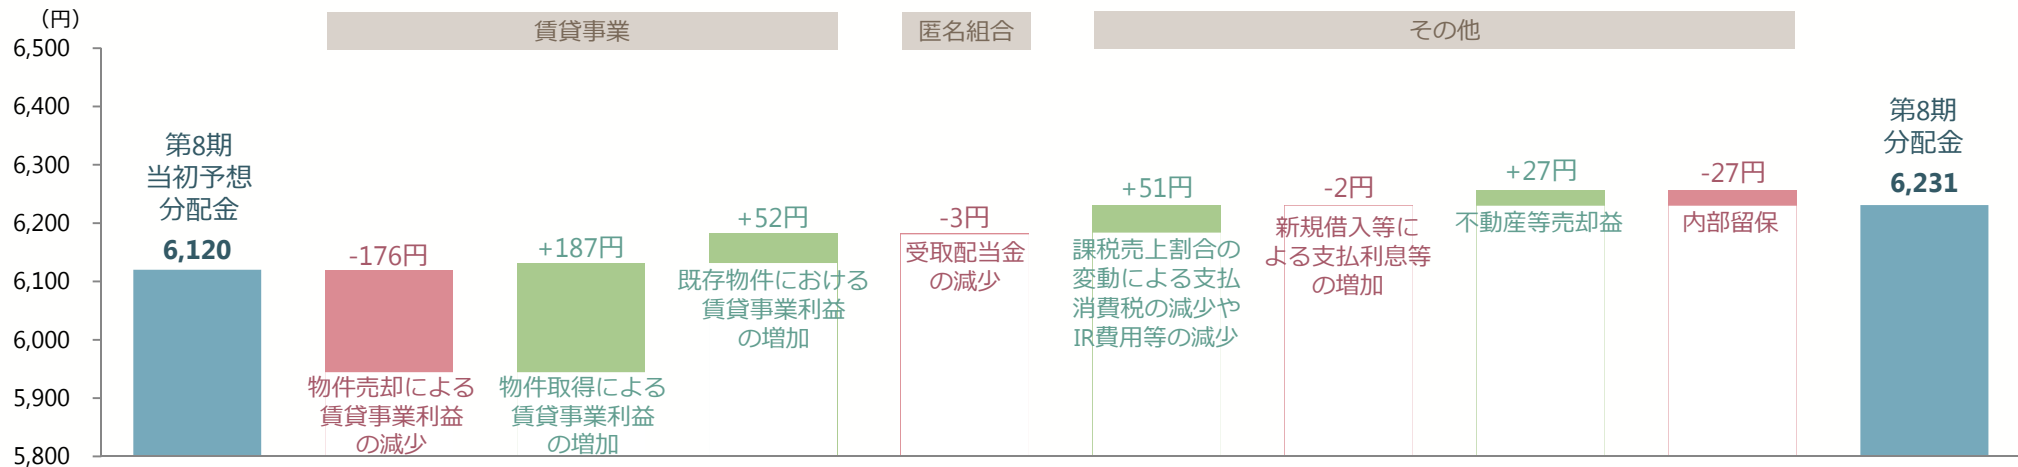 （円）
6,500
6,400
6,300
6,200
6,100
6,000
5,900
5,800
賃貸事業
匿名組合
その他
第8期
当初予想
分配金
6,120
-176円
物件売却による
賃貸事業利益
の減少
+187円
物件取得による
賃貸事業利益
の増加
+52円
既存物件における
賃貸事業利益
の増加
-3円
受取配当金
の減少
+51円
課税売上割合の
変動による支払
消費税の減少や
IR費用等の減少
-2円
新規借入等に
よる支払利息等
の増加
+27円
不動産等売却益
-27円
内部留保
第8期
分配金
6,231